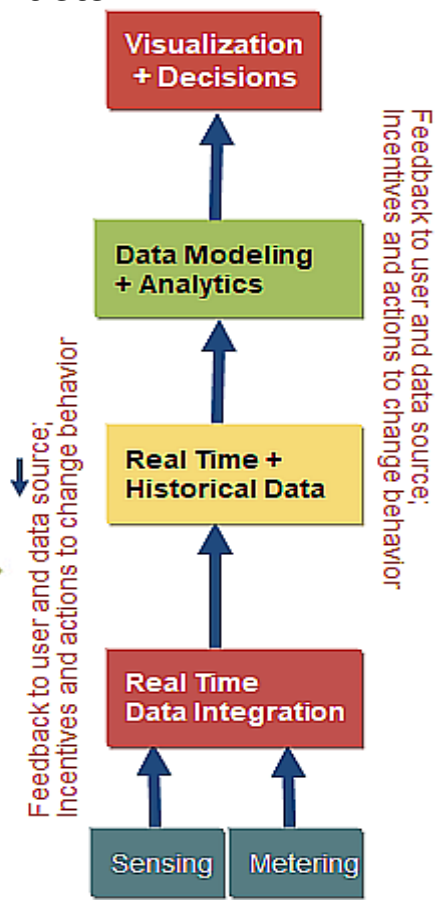 Visualization
+ Decisions
Data Modeling
+ Analytics
Real Time +
Historical Data
Real Time
Data Integration
Sensing
Metering
Feedback to user and data source;
Incentives and actions to change behavior
Feedback to user and data source;
Incentives and actions to change behavior